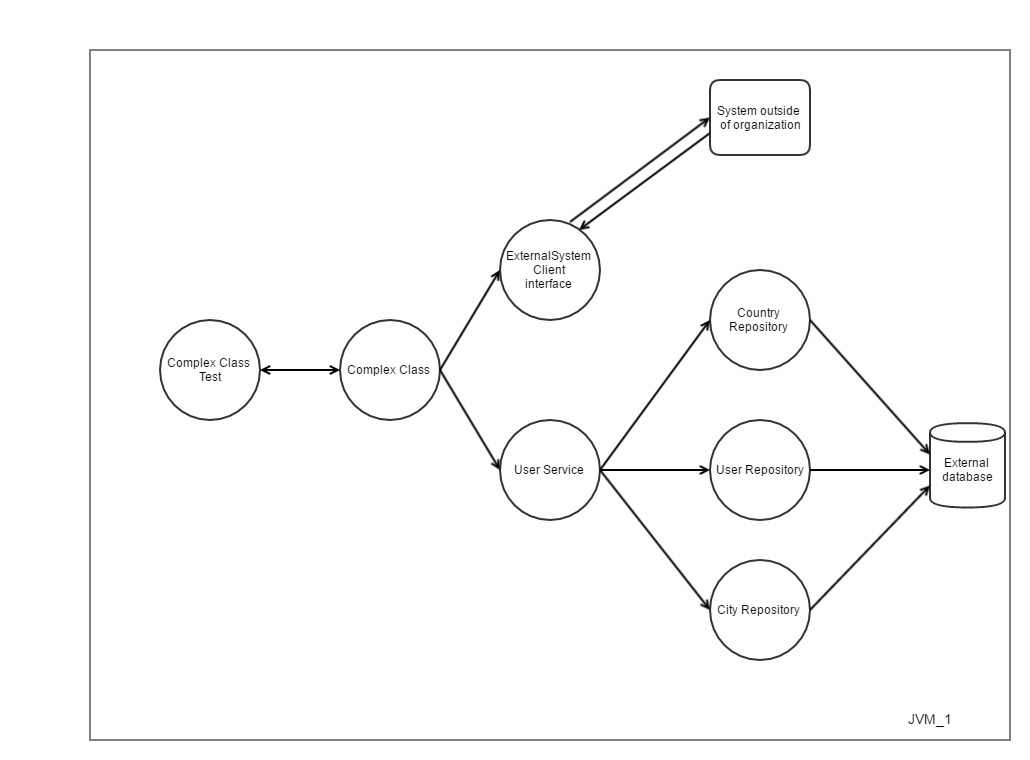 System outside
of organization
ExternalSystem
Client
interface
Country
Repository
Complex Class
Test
Complex Class
User Service
User Repository
External
database
City Repository
JVM_1